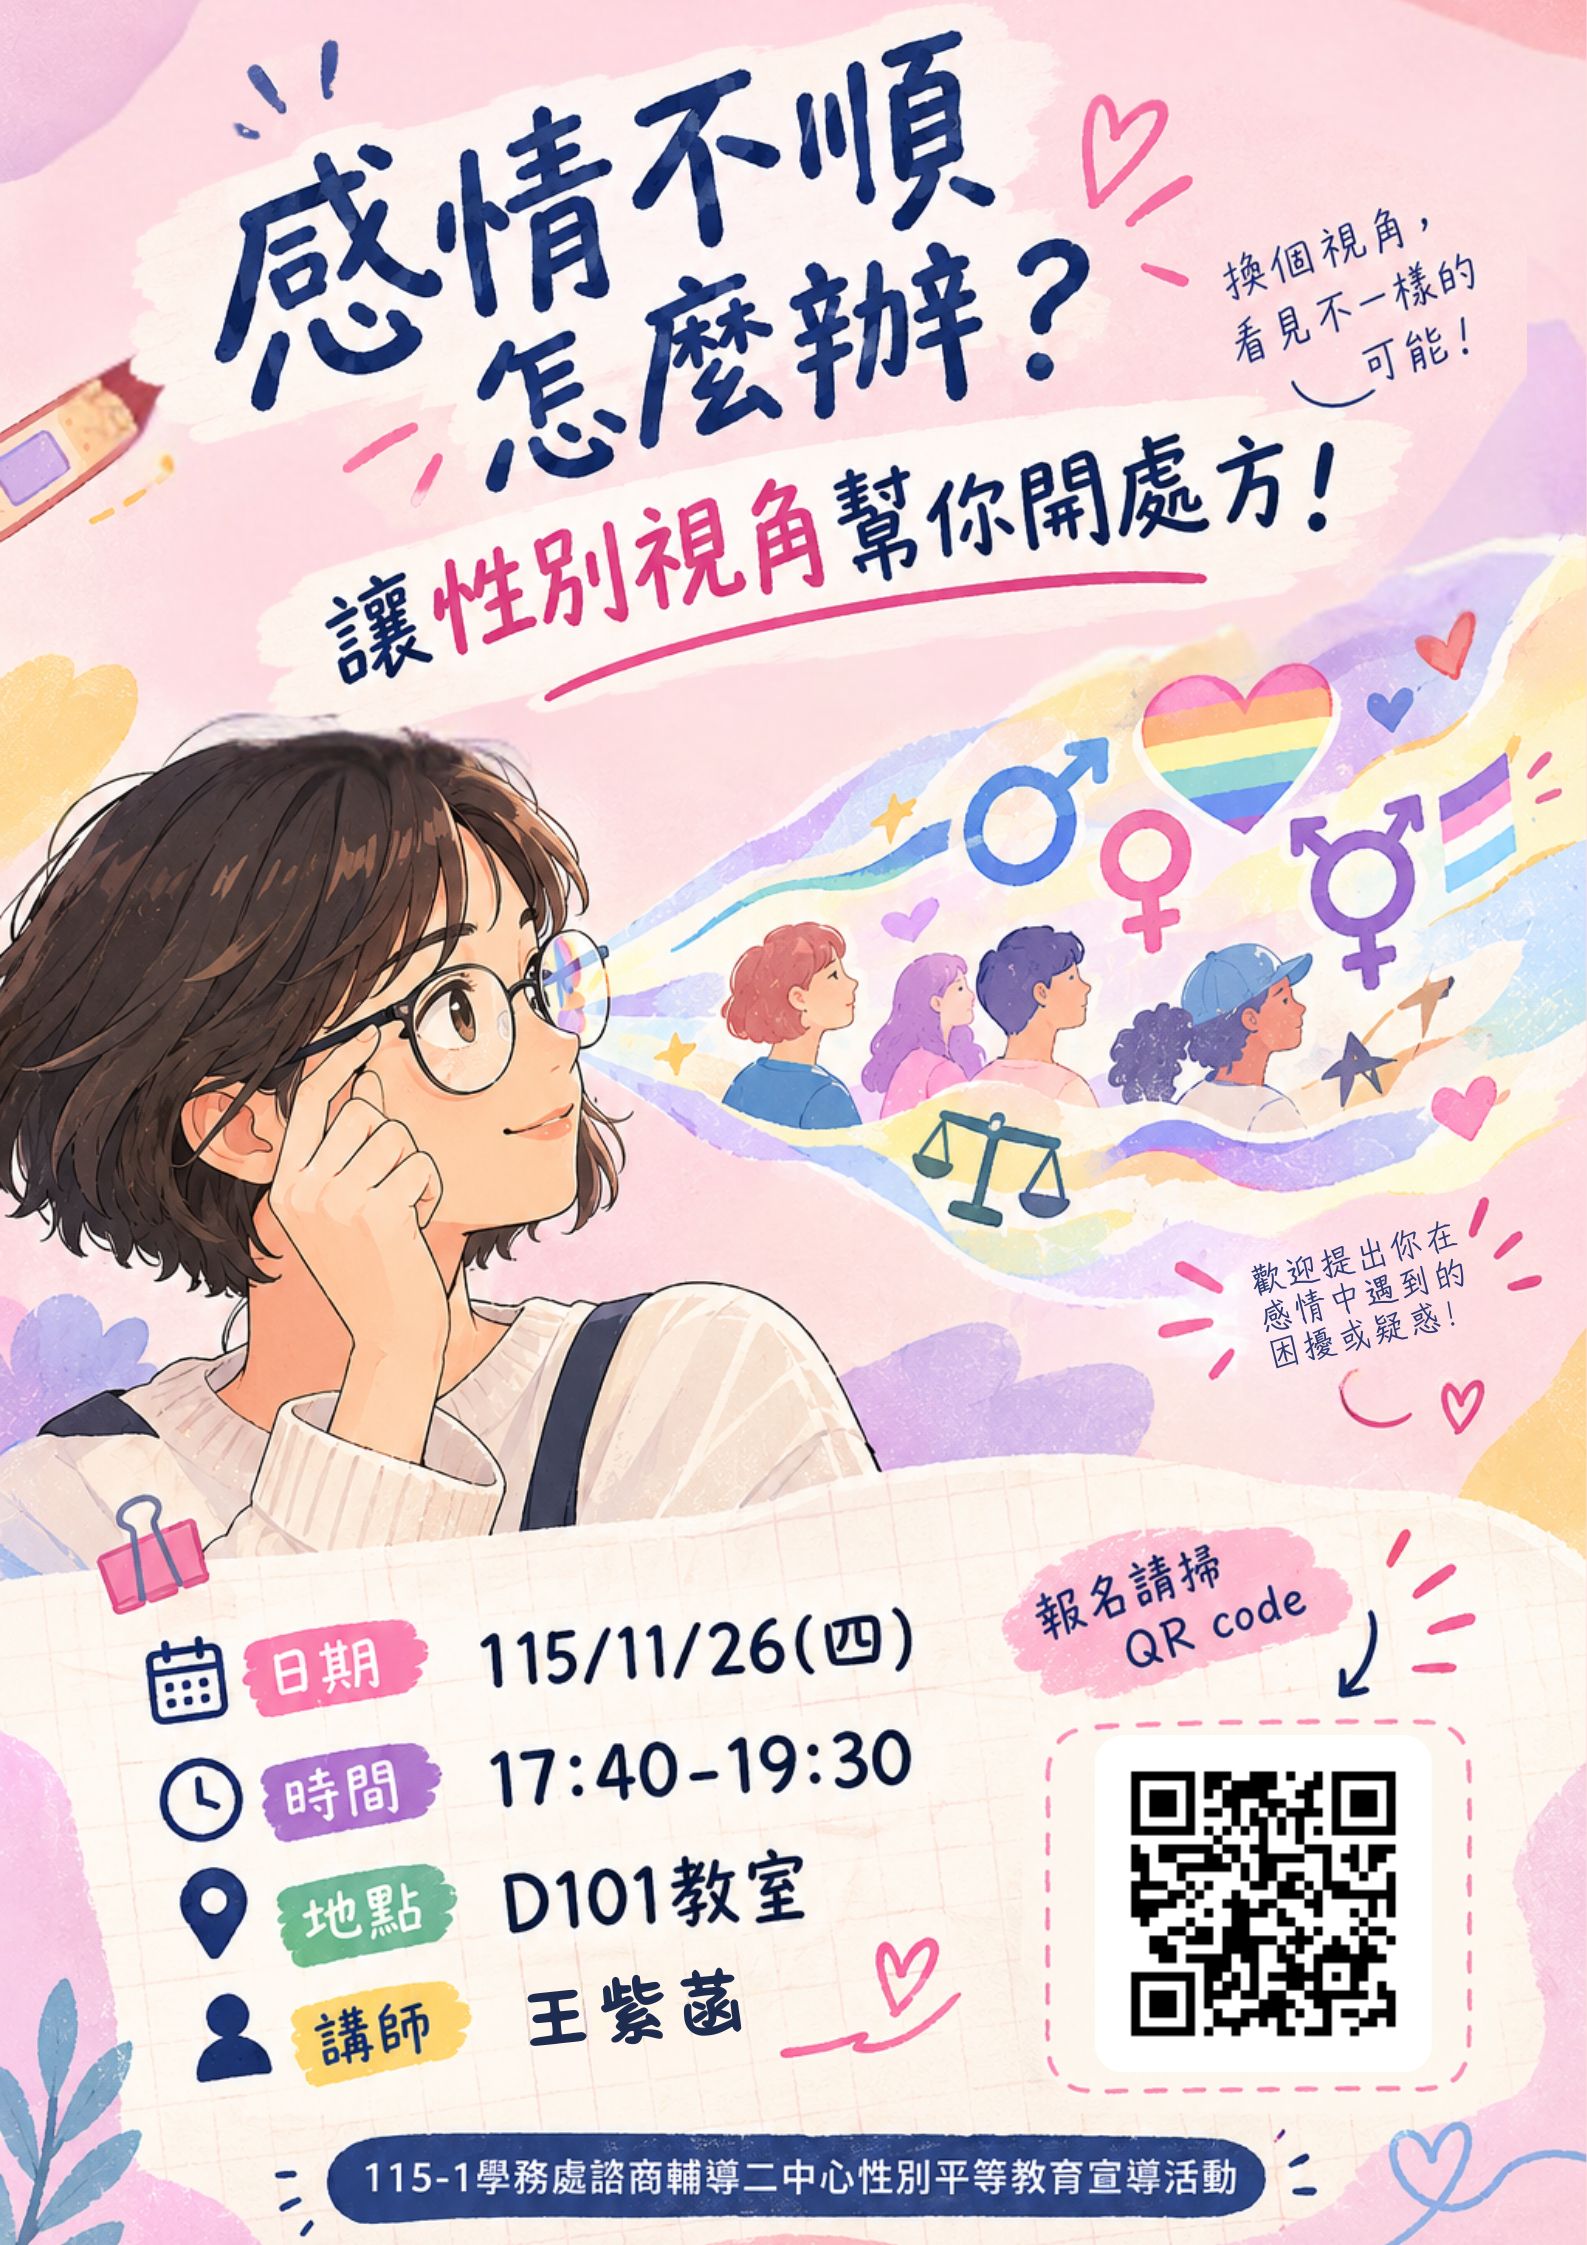 感情不順
怎麼辦?
換個視角，
看見不一樣的
可能!
讓性別視角幫你開處方!
歡迎提出你在
感情中遇到的
困擾或疑惑!
報名請掃
QR code
日期 115/11/26(四)
時間 17:40-19:30
地點 D101教室
講師 王紫菡
115-1學務處諮商輔導二中心性別平等教育宣導活動